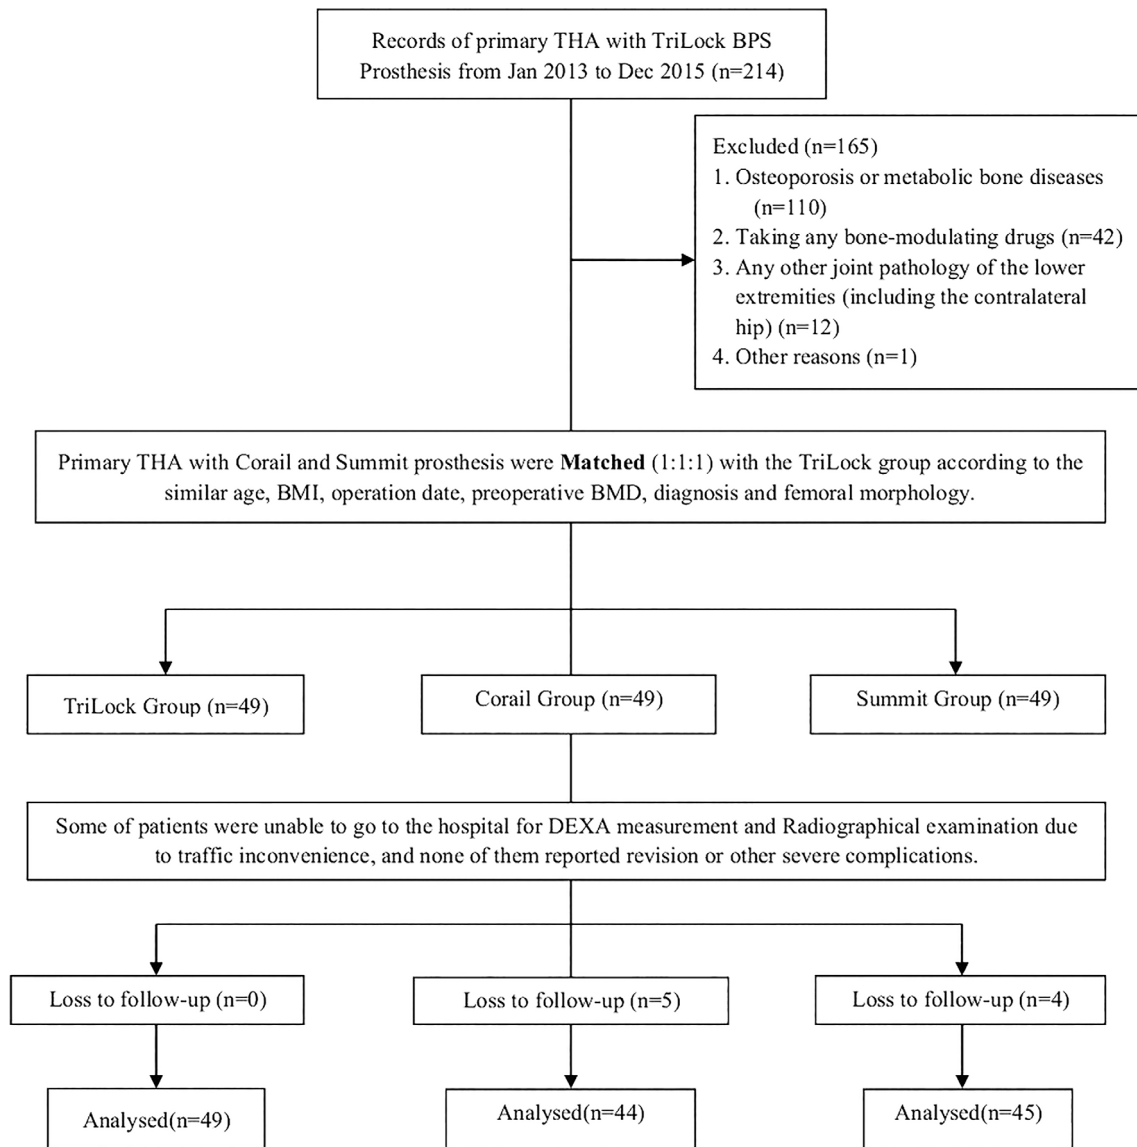 Records of primary THA with TriLock BPS
Prosthesis from Jan 2013 to Dec 2015 (n=214)
Excluded (n=165)
1. Osteoporosis or metabolic bone diseases
(n=110)
2. Taking any bone-modulating drugs (n=42)
3. Any other joint pathology of the lower
extremities (including the contralateral
hip) (n=12)
4. Other reasons (n=1)
Primary THA with Corail and Summit prosthesis were Matched (1:1:1) with the TriLock group according to the
similar age, BMI, operation date, preoperative BMD, diagnosis and femoral morphology.
TriLock Group (n=49)
Corail Group (n=49)
Summit Group (n=49)
Some of patients were unable to go to the hospital for DEXA measurement and Radiographical examination due
to traffic inconvenience, and none of them reported revision or other severe complications.
Loss to follow-up (n=0)
Loss to follow-up (n=5)
Loss to follow-up (n=4)
Analysed(n=49)
Analysed(n=44)
Analysed(n=45)